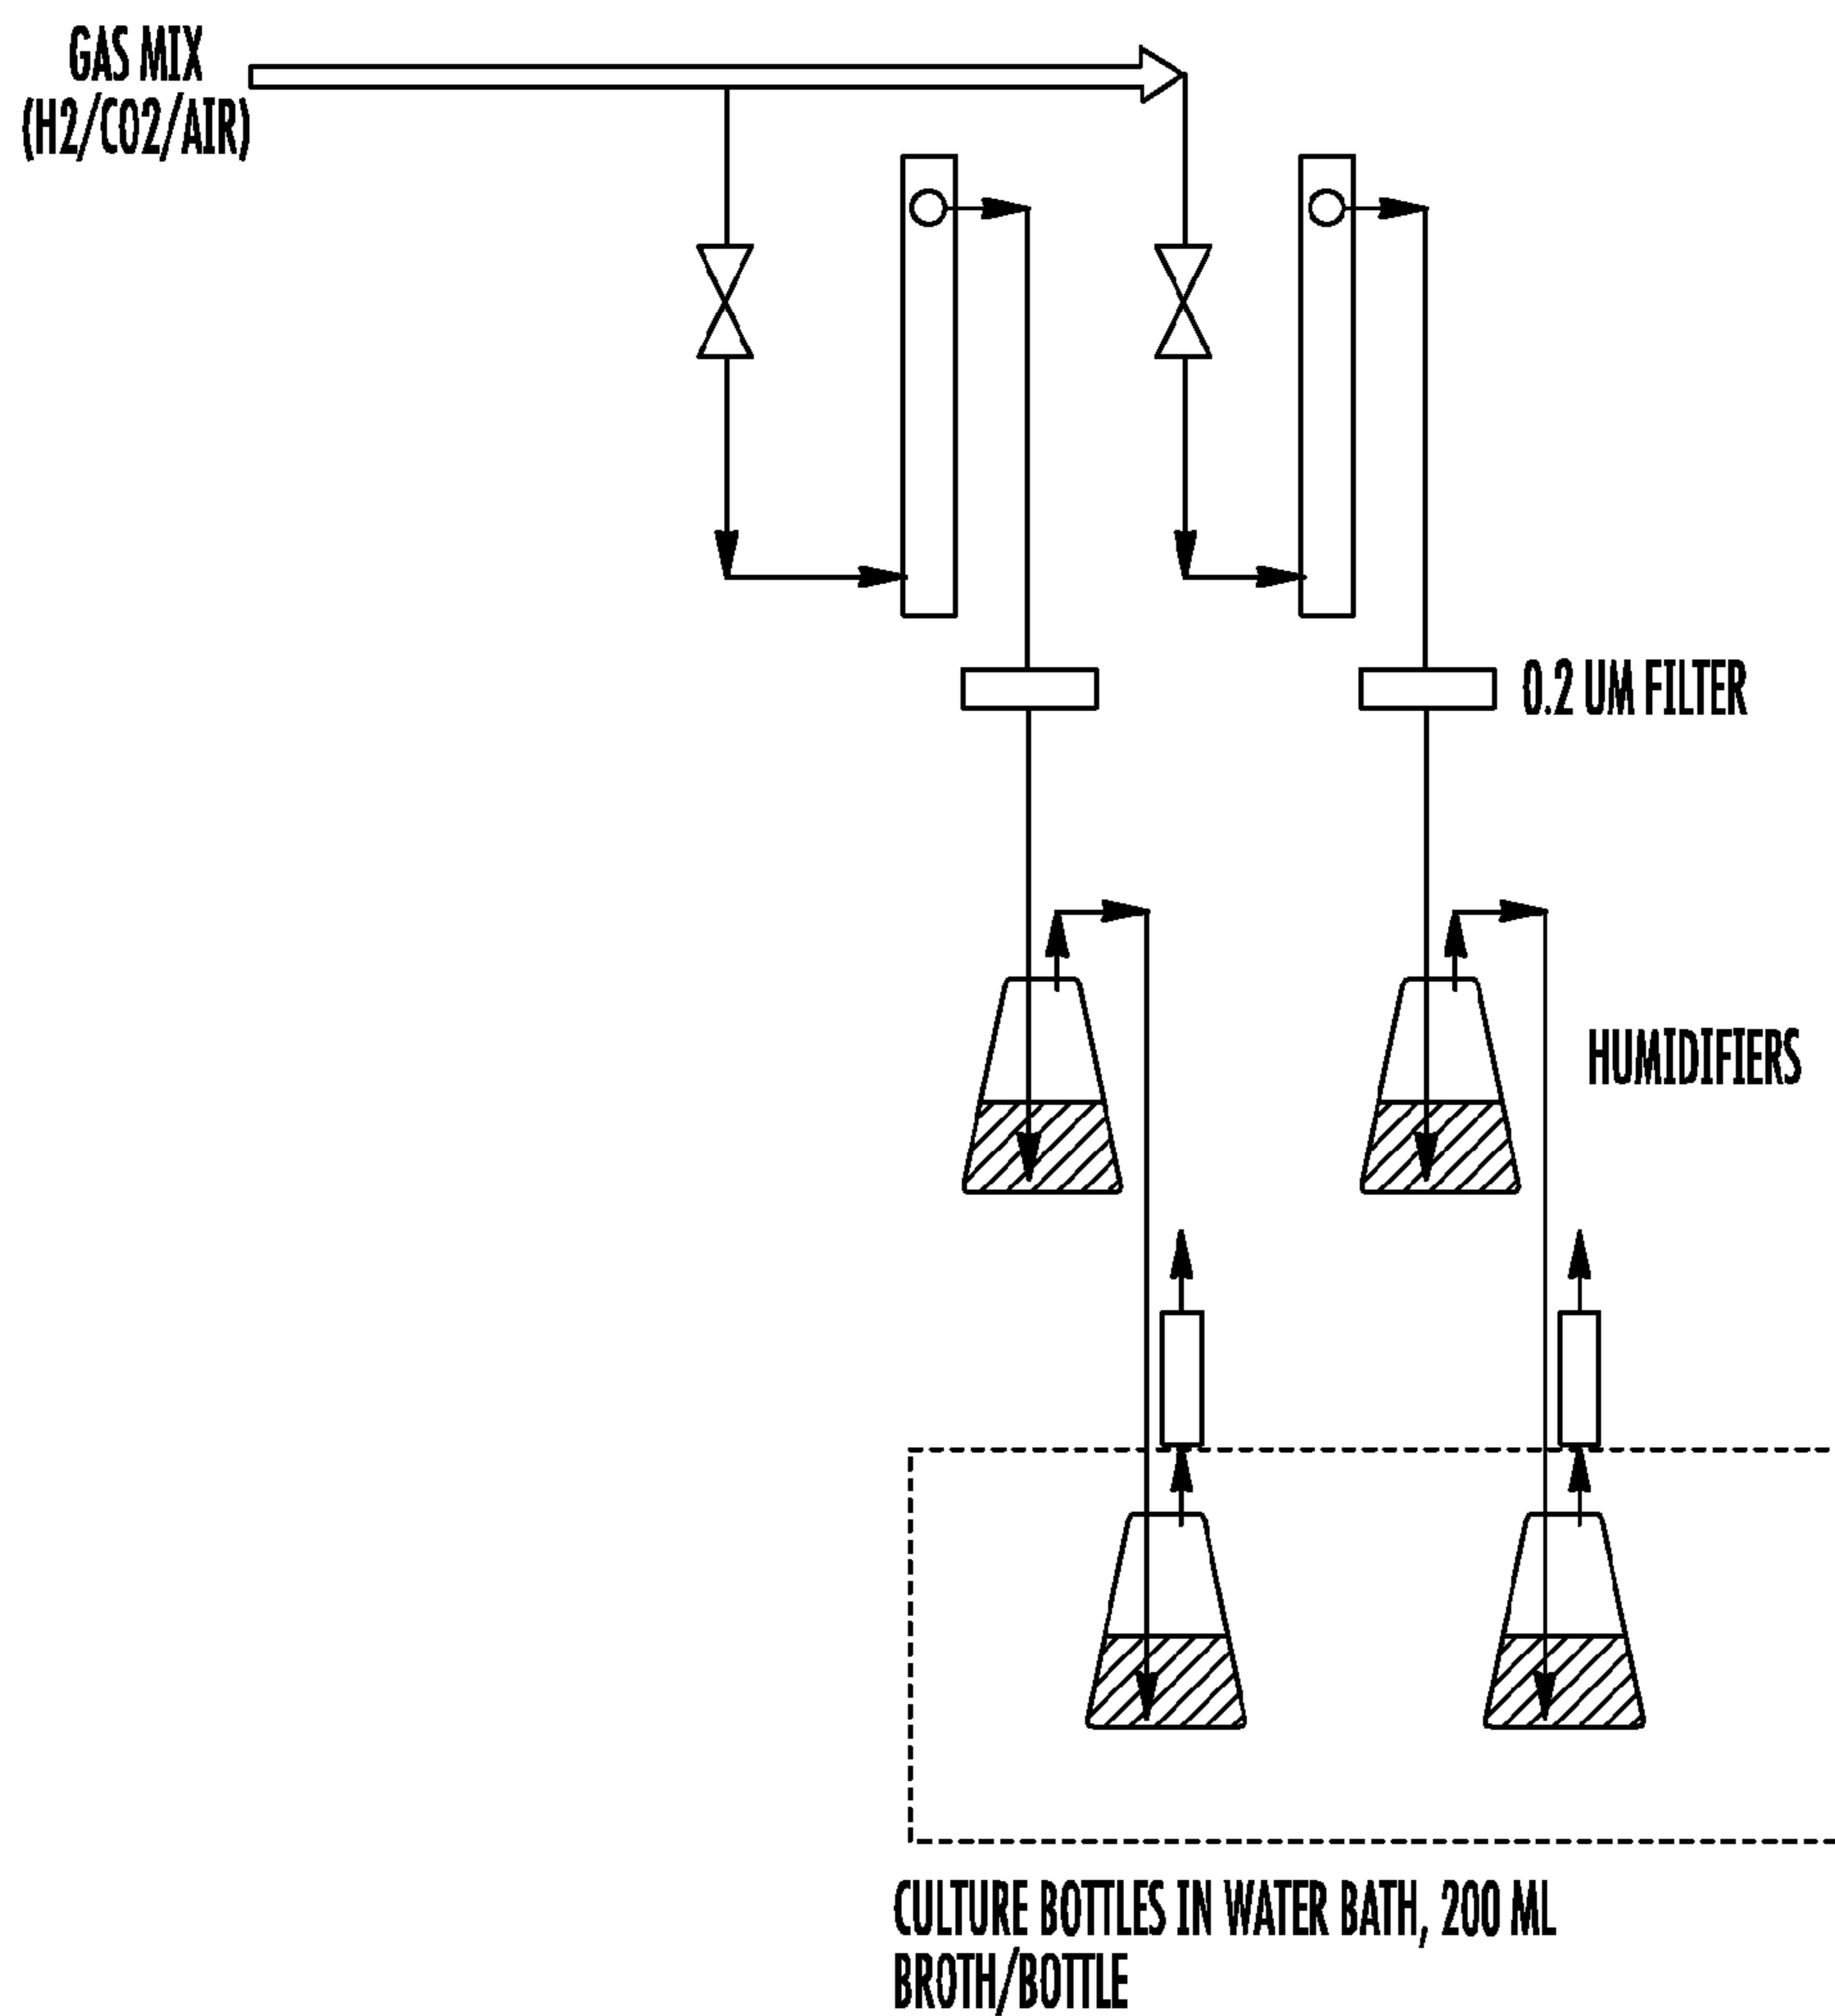 GAS MIX
(H2/CO2/AIR)
0.2 UM FILTER
HUMIDIFIERS
CULTURE BOTTLES IN WATER BATH, 200 ML
BROTH/BOTTLE